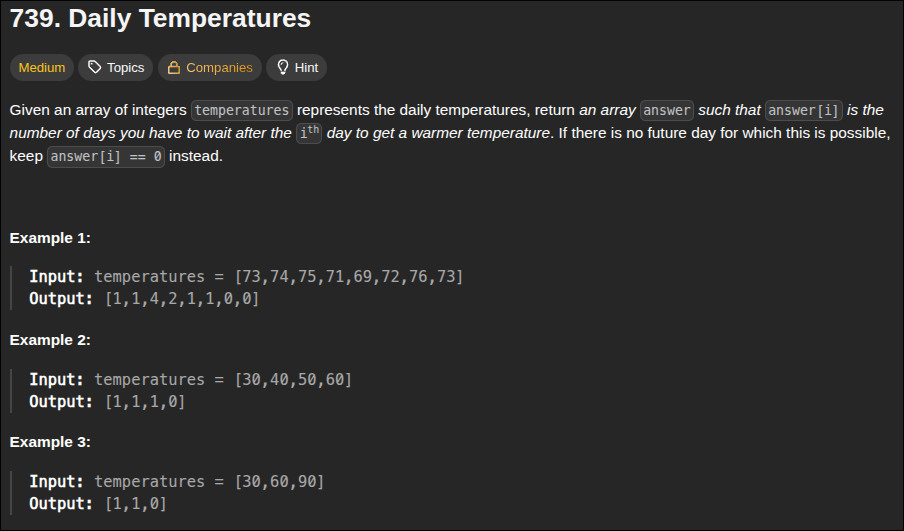 739. Daily Temperatures
Medium Topics Companies Hint
Given an array of integers temperatures represents the daily temperatures, return an array answer such that answer[i] is the
number of days you have to wait after the ith day to get a warmer temperature. If there is no future day for which this is possible,
keep answer[i] == 0 instead.
Example 1:
Input: temperatures = [73,74,75,71,69,72,76,73]
Output: [1,1,4,2,1,1,0,0]
Example 2:
Input: temperatures = [30,40,50,60]
Output: [1,1,1,0]
Example 3:
Input: temperatures = [30,60,90]
Output: [1,1,0]